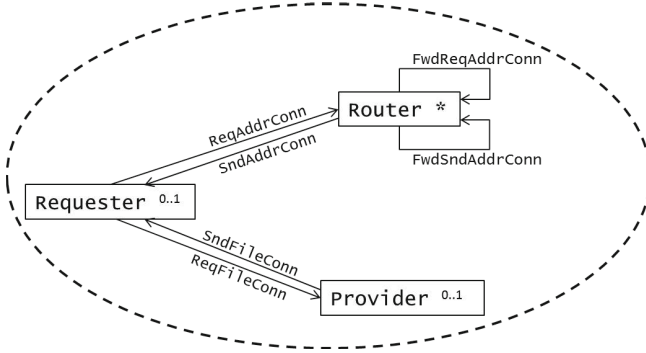 FwdReqAddrConn
Router *
ReqAddrConn
SndAddrConn
FwdSndAddrConn
Requester 0..1
SndFileConn
ReqFileConn
Provider 0..1